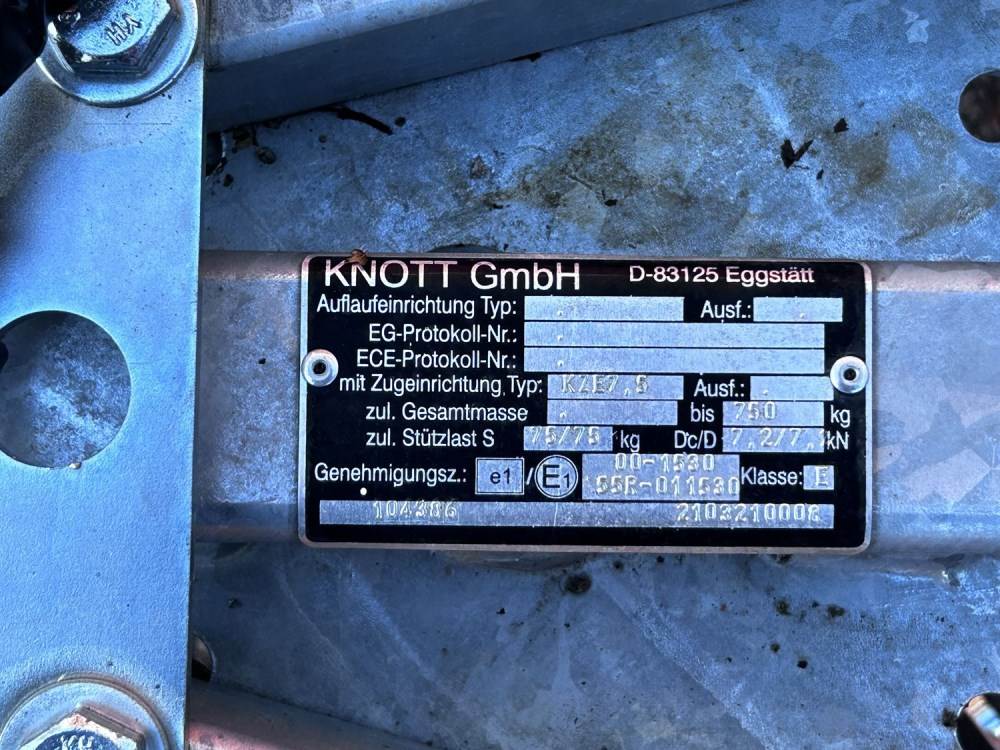 KNOTT GmbH D-83125 Eggstätt
Auflaufeinrichtung Typ: . Ausf.: .
EG-Protokoll-Nr.: .
ECE-Protokoll-Nr.: .
mit Zugeinrichtung Typ: KZE7,5 Ausf.: .
zul. Gesamtmasse . bis 750 kg
zul. Stützlast S 75/75 kg Dc/D 7,2/7, kN
Genehmigungsz.: e1 / E1 00-1530 Klasse: E
55R-011530
104386 2103210008